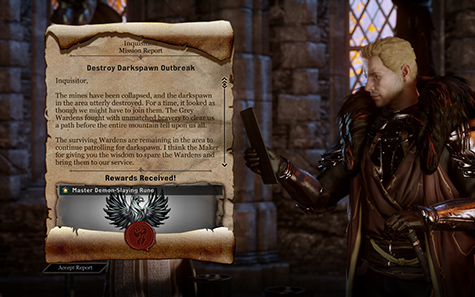 Inquisitor
Mission Report
Destroy Darkspawn Outbreak
Inquisitor,
The mines have been collapsed, and the darkspawn
in the area utterly destroyed. For a time, it looked as
though we might have to join them. The Grey
Wardens fought with unmatched bravery to clear us
a path before the entire mountain fell upon us all.
The surviving Wardens are remaining in the area to
continue patrolling for darkspawn. I thank the Maker
for giving you the wisdom to spare the Wardens and
bring them to our service.
Rewards Received!
Master Demon-Slaying Rune
Accept Report